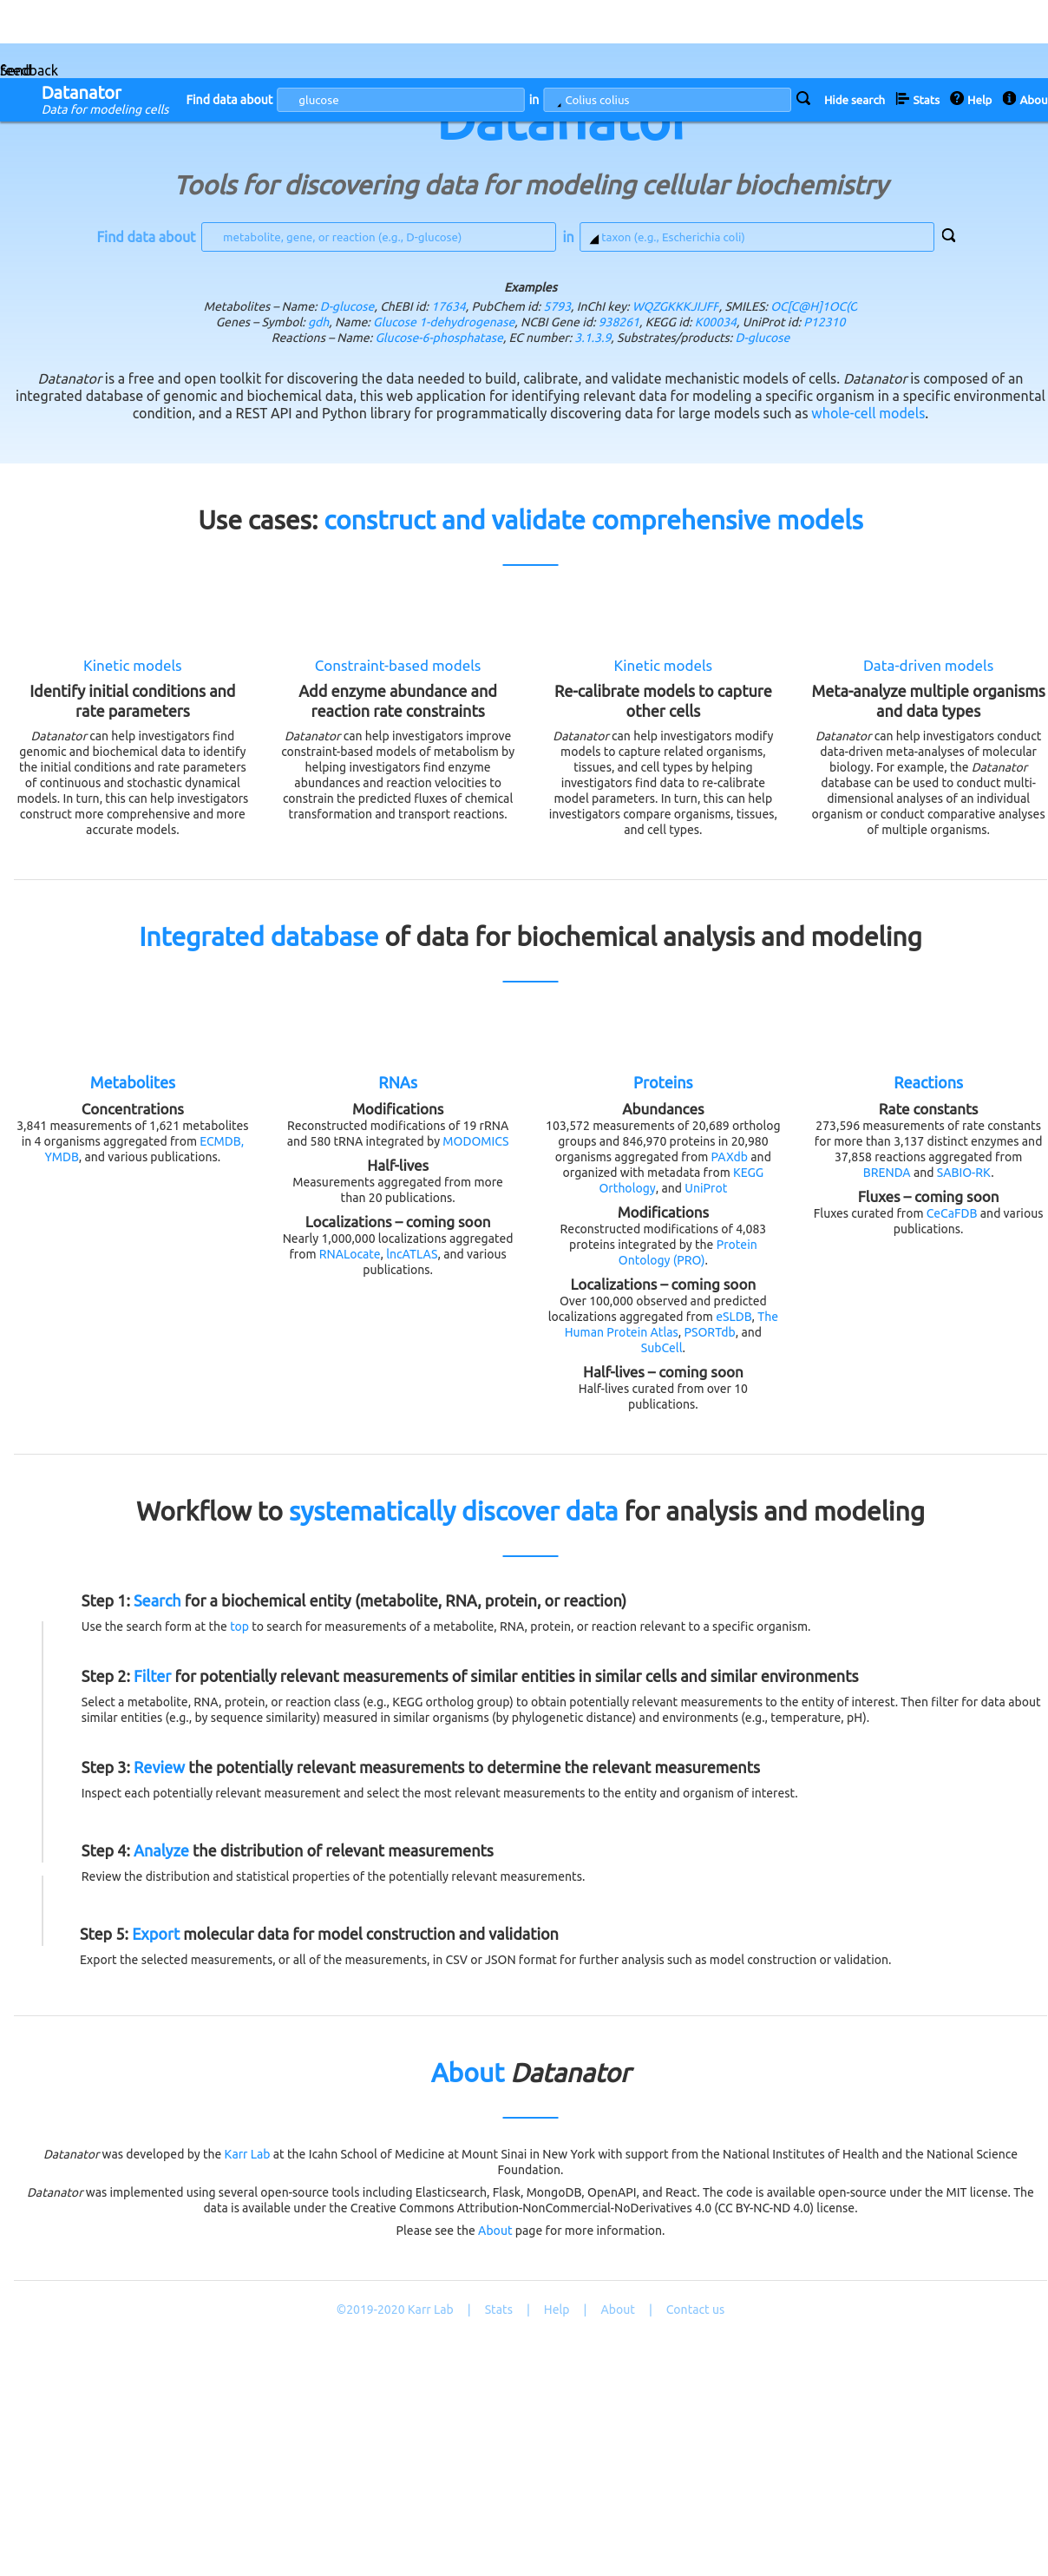 feedback
Datanator
Data for modeling cells
Find data about glucose in Colius colius Hide search Stats Help Abou
Datanator
Tools for discovering data for modeling cellular biochemistry
Find data about metabolite, gene, or reaction (e.g., D-glucose) in taxon (e.g., Escherichia coli)
Examples
Metabolites – Name: D-glucose, ChEBI id: 17634, PubChem id: 5793, InChI key: WQZGKKKJIJFF, SMILES: OC[C@H]1OC(C
Genes – Symbol: gdh, Name: Glucose 1-dehydrogenase, NCBI Gene id: 938261, KEGG id: K00034, UniProt id: P12310
Reactions – Name: Glucose-6-phosphatase, EC number: 3.1.3.9, Substrates/products: D-glucose
Datanator is a free and open toolkit for discovering the data needed to build, calibrate, and validate mechanistic models of cells. Datanator is composed of an
integrated database of genomic and biochemical data, this web application for identifying relevant data for modeling a specific organism in a specific environmental
condition, and a REST API and Python library for programmatically discovering data for large models such as whole-cell models.
Use cases: construct and validate comprehensive models
Kinetic models
Identify initial conditions and
rate parameters
Datanator can help investigators find
genomic and biochemical data to identify
the initial conditions and rate parameters
of continuous and stochastic dynamical
models. In turn, this can help investigators
construct more comprehensive and more
accurate models.
Constraint-based models
Add enzyme abundance and
reaction rate constraints
Datanator can help investigators improve
constraint-based models of metabolism by
helping investigators find enzyme
abundances and reaction velocities to
constrain the predicted fluxes of chemical
transformation and transport reactions.
Kinetic models
Re-calibrate models to capture
other cells
Datanator can help investigators modify
models to capture related organisms,
tissues, and cell types by helping
investigators find data to re-calibrate
model parameters. In turn, this can help
investigators compare organisms, tissues,
and cell types.
Data-driven models
Meta-analyze multiple organisms
and data types
Datanator can help investigators conduct
data-driven meta-analyses of molecular
biology. For example, the Datanator
database can be used to conduct multi-
dimensional analyses of an individual
organism or conduct comparative analyses
of multiple organisms.
Integrated database of data for biochemical analysis and modeling
Metabolites
Concentrations
3,841 measurements of 1,621 metabolites
in 4 organisms aggregated from ECMDB,
YMDB, and various publications.
RNAs
Modifications
Reconstructed modifications of 19 rRNA
and 580 tRNA integrated by MODOMICS
Half-lives
Measurements aggregated from more
than 20 publications.
Localizations – coming soon
Nearly 1,000,000 localizations aggregated
from RNALocate, lncATLAS, and various
publications.
Proteins
Abundances
103,572 measurements of 20,689 ortholog
groups and 846,970 proteins in 20,980
organisms aggregated from PAXdb and
organized with metadata from KEGG
Orthology, and UniProt
Modifications
Reconstructed modifications of 4,083
proteins integrated by the Protein
Ontology (PRO).
Localizations – coming soon
Over 100,000 observed and predicted
localizations aggregated from eSLDB, The
Human Protein Atlas, PSORTdb, and
SubCell.
Half-lives – coming soon
Half-lives curated from over 10
publications.
Reactions
Rate constants
273,596 measurements of rate constants
for more than 3,137 distinct enzymes and
37,858 reactions aggregated from
BRENDA and SABIO-RK.
Fluxes – coming soon
Fluxes curated from CeCaFDB and various
publications.
Workflow to systematically discover data for analysis and modeling
Step 1: Search for a biochemical entity (metabolite, RNA, protein, or reaction)
Use the search form at the top to search for measurements of a metabolite, RNA, protein, or reaction relevant to a specific organism.
Step 2: Filter for potentially relevant measurements of similar entities in similar cells and similar environments
Select a metabolite, RNA, protein, or reaction class (e.g., KEGG ortholog group) to obtain potentially relevant measurements to the entity of interest. Then filter for data about
similar entities (e.g., by sequence similarity) measured in similar organisms (by phylogenetic distance) and environments (e.g., temperature, pH).
Step 3: Review the potentially relevant measurements to determine the relevant measurements
Inspect each potentially relevant measurement and select the most relevant measurements to the entity and organism of interest.
Step 4: Analyze the distribution of relevant measurements
Review the distribution and statistical properties of the potentially relevant measurements.
Step 5: Export molecular data for model construction and validation
Export the selected measurements, or all of the measurements, in CSV or JSON format for further analysis such as model construction or validation.
About Datanator
Datanator was developed by the Karr Lab at the Icahn School of Medicine at Mount Sinai in New York with support from the National Institutes of Health and the National Science
Foundation.
Datanator was implemented using several open-source tools including Elasticsearch, Flask, MongoDB, OpenAPI, and React. The code is available open-source under the MIT license. The
data is available under the Creative Commons Attribution-NonCommercial-NoDerivatives 4.0 (CC BY-NC-ND 4.0) license.
Please see the About page for more information.
©2019-2020 Karr Lab | Stats | Help | About | Contact us